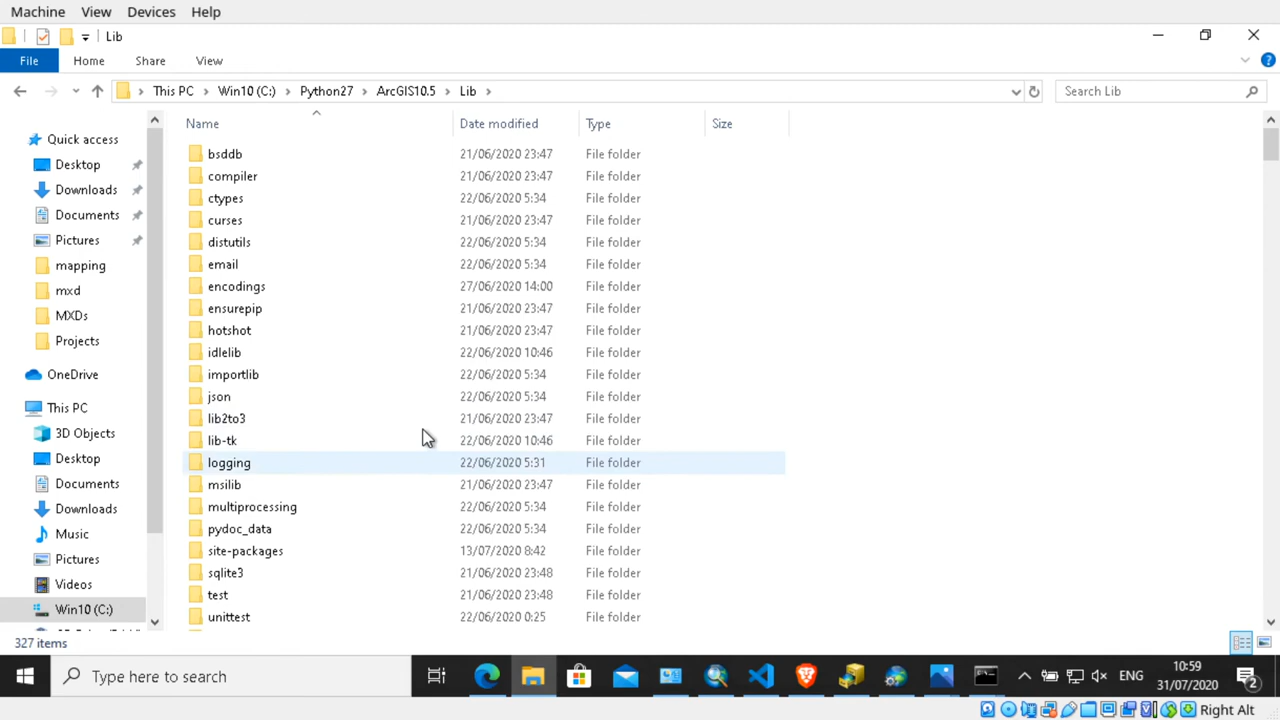 Machine View Devices Help
Lib
File Home Share View
This PC Win10 (C:) Python27 ArcGIS10.5 Lib Search Lib
Name Date modified Type Size
Quick access
Desktop
Downloads
Documents
Pictures
mapping
mxd
MXDs
Projects
OneDrive
This PC
3D Objects
Desktop
Documents
Downloads
Music
Pictures
Videos
Win10 (C:)
bsddb 21/06/2020 23:47 File folder
compiler 21/06/2020 23:47 File folder
ctypes 22/06/2020 5:34 File folder
curses 21/06/2020 23:47 File folder
distutils 22/06/2020 5:34 File folder
email 22/06/2020 5:34 File folder
encodings 27/06/2020 14:00 File folder
ensurepip 21/06/2020 23:47 File folder
hotshot 21/06/2020 23:47 File folder
idlelib 22/06/2020 10:46 File folder
importlib 22/06/2020 5:34 File folder
json 22/06/2020 5:34 File folder
lib2to3 21/06/2020 23:47 File folder
lib-tk 22/06/2020 10:46 File folder
logging 22/06/2020 5:31 File folder
msilib 21/06/2020 23:47 File folder
multiprocessing 22/06/2020 5:34 File folder
pydoc_data 22/06/2020 5:34 File folder
site-packages 13/07/2020 8:42 File folder
sqlite3 21/06/2020 23:48 File folder
test 21/06/2020 23:48 File folder
unittest 22/06/2020 0:25 File folder
327 items
Type here to search
ENG
10:59
31/07/2020
2
Right Alt